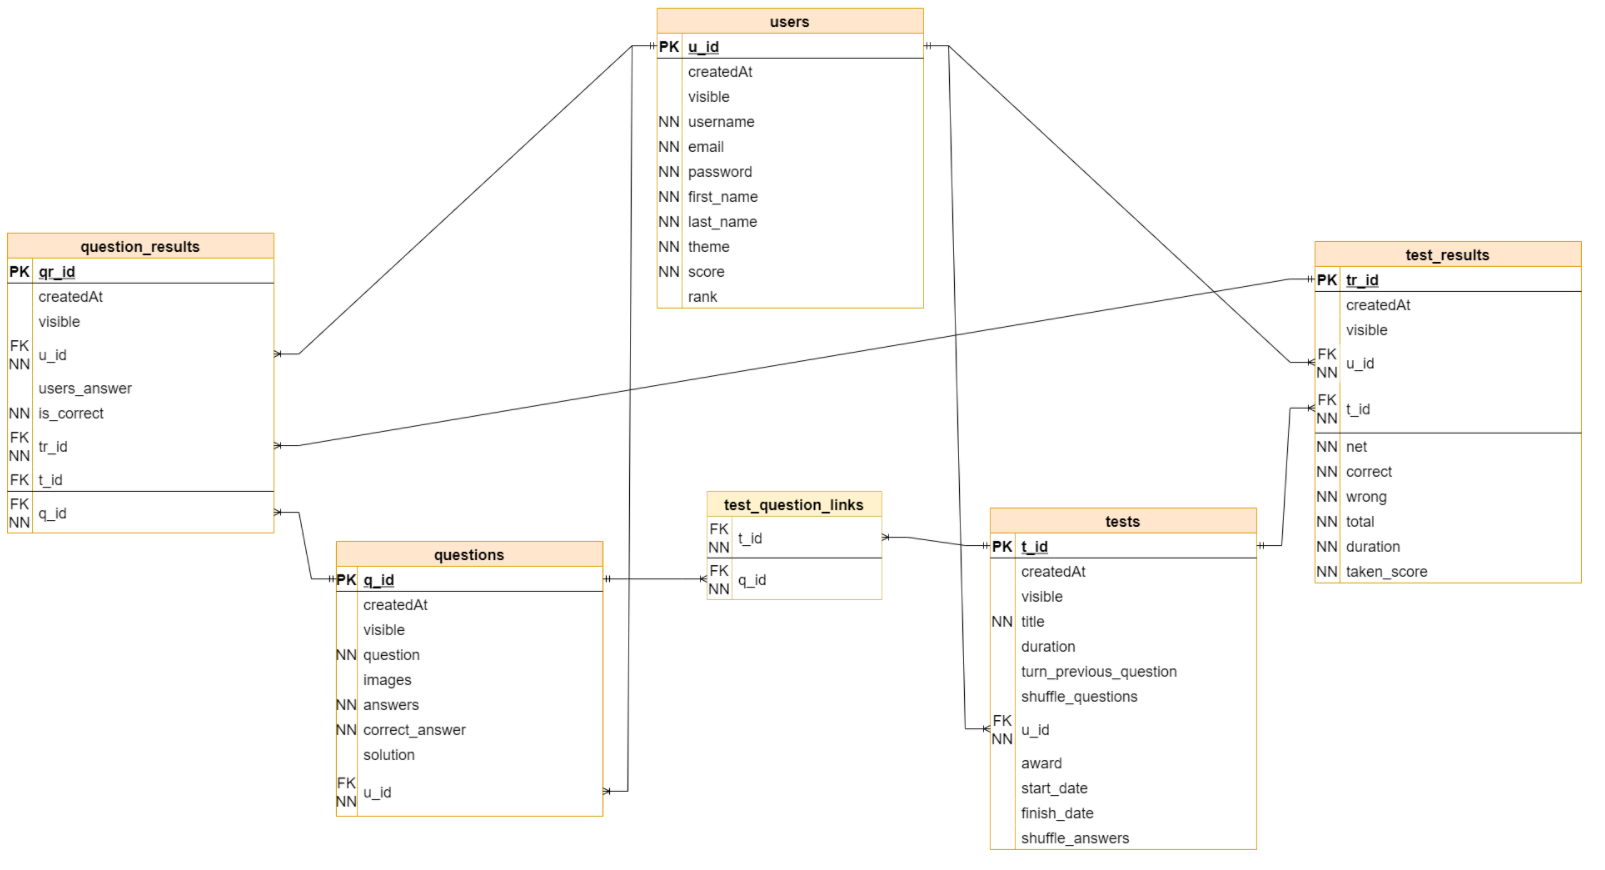 users
PK u_id
createdAt
visible
NN username
NN email
NN password
NN first_name
NN last_name
NN theme
NN score
rank
question_results
PK qr_id
createdAt
visible
FK
NN u_id
users_answer
NN is_correct
FK
NN tr_id
FK t_id
FK
NN q_id
test_results
PK tr_id
createdAt
visible
FK
NN u_id
FK
NN t_id
NN net
NN correct
NN wrong
NN total
NN duration
NN taken_score
questions
PK q_id
createdAt
visible
NN question
images
NN answers
NN correct_answer
solution
FK
NN u_id
test_question_links
FK
NN t_id
FK
NN q_id
tests
PK t_id
createdAt
visible
NN title
duration
turn_previous_question
shuffle_questions
FK
NN u_id
award
start_date
finish_date
shuffle_answers